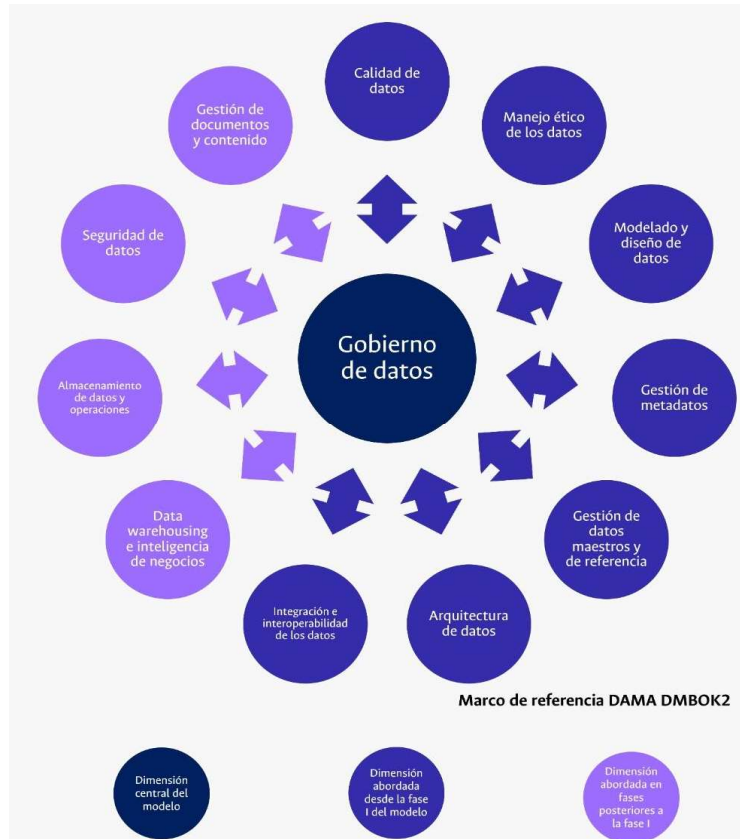 Calidad de
datos
Manejo ético
de los datos
Modelado y
diseño de
datos
Gestión de
metadatos
Gestión de
datos
maestros y
de referencia
Arquitectura
de datos
Integración e
interoperabilidad
de los datos
Data
warehousing
e inteligencia
de negocios
Almacenamiento
de datos y
operaciones
Seguridad de
datos
Gestión de
documentos
y contenido
Gobierno
de datos
Marco de referencia DAMA DMBOK2
Dimensión
central del
modelo
Dimensión
abordada
desde la fase
I del modelo
Dimensión
abordada en
fases
posteriores a
la fase I